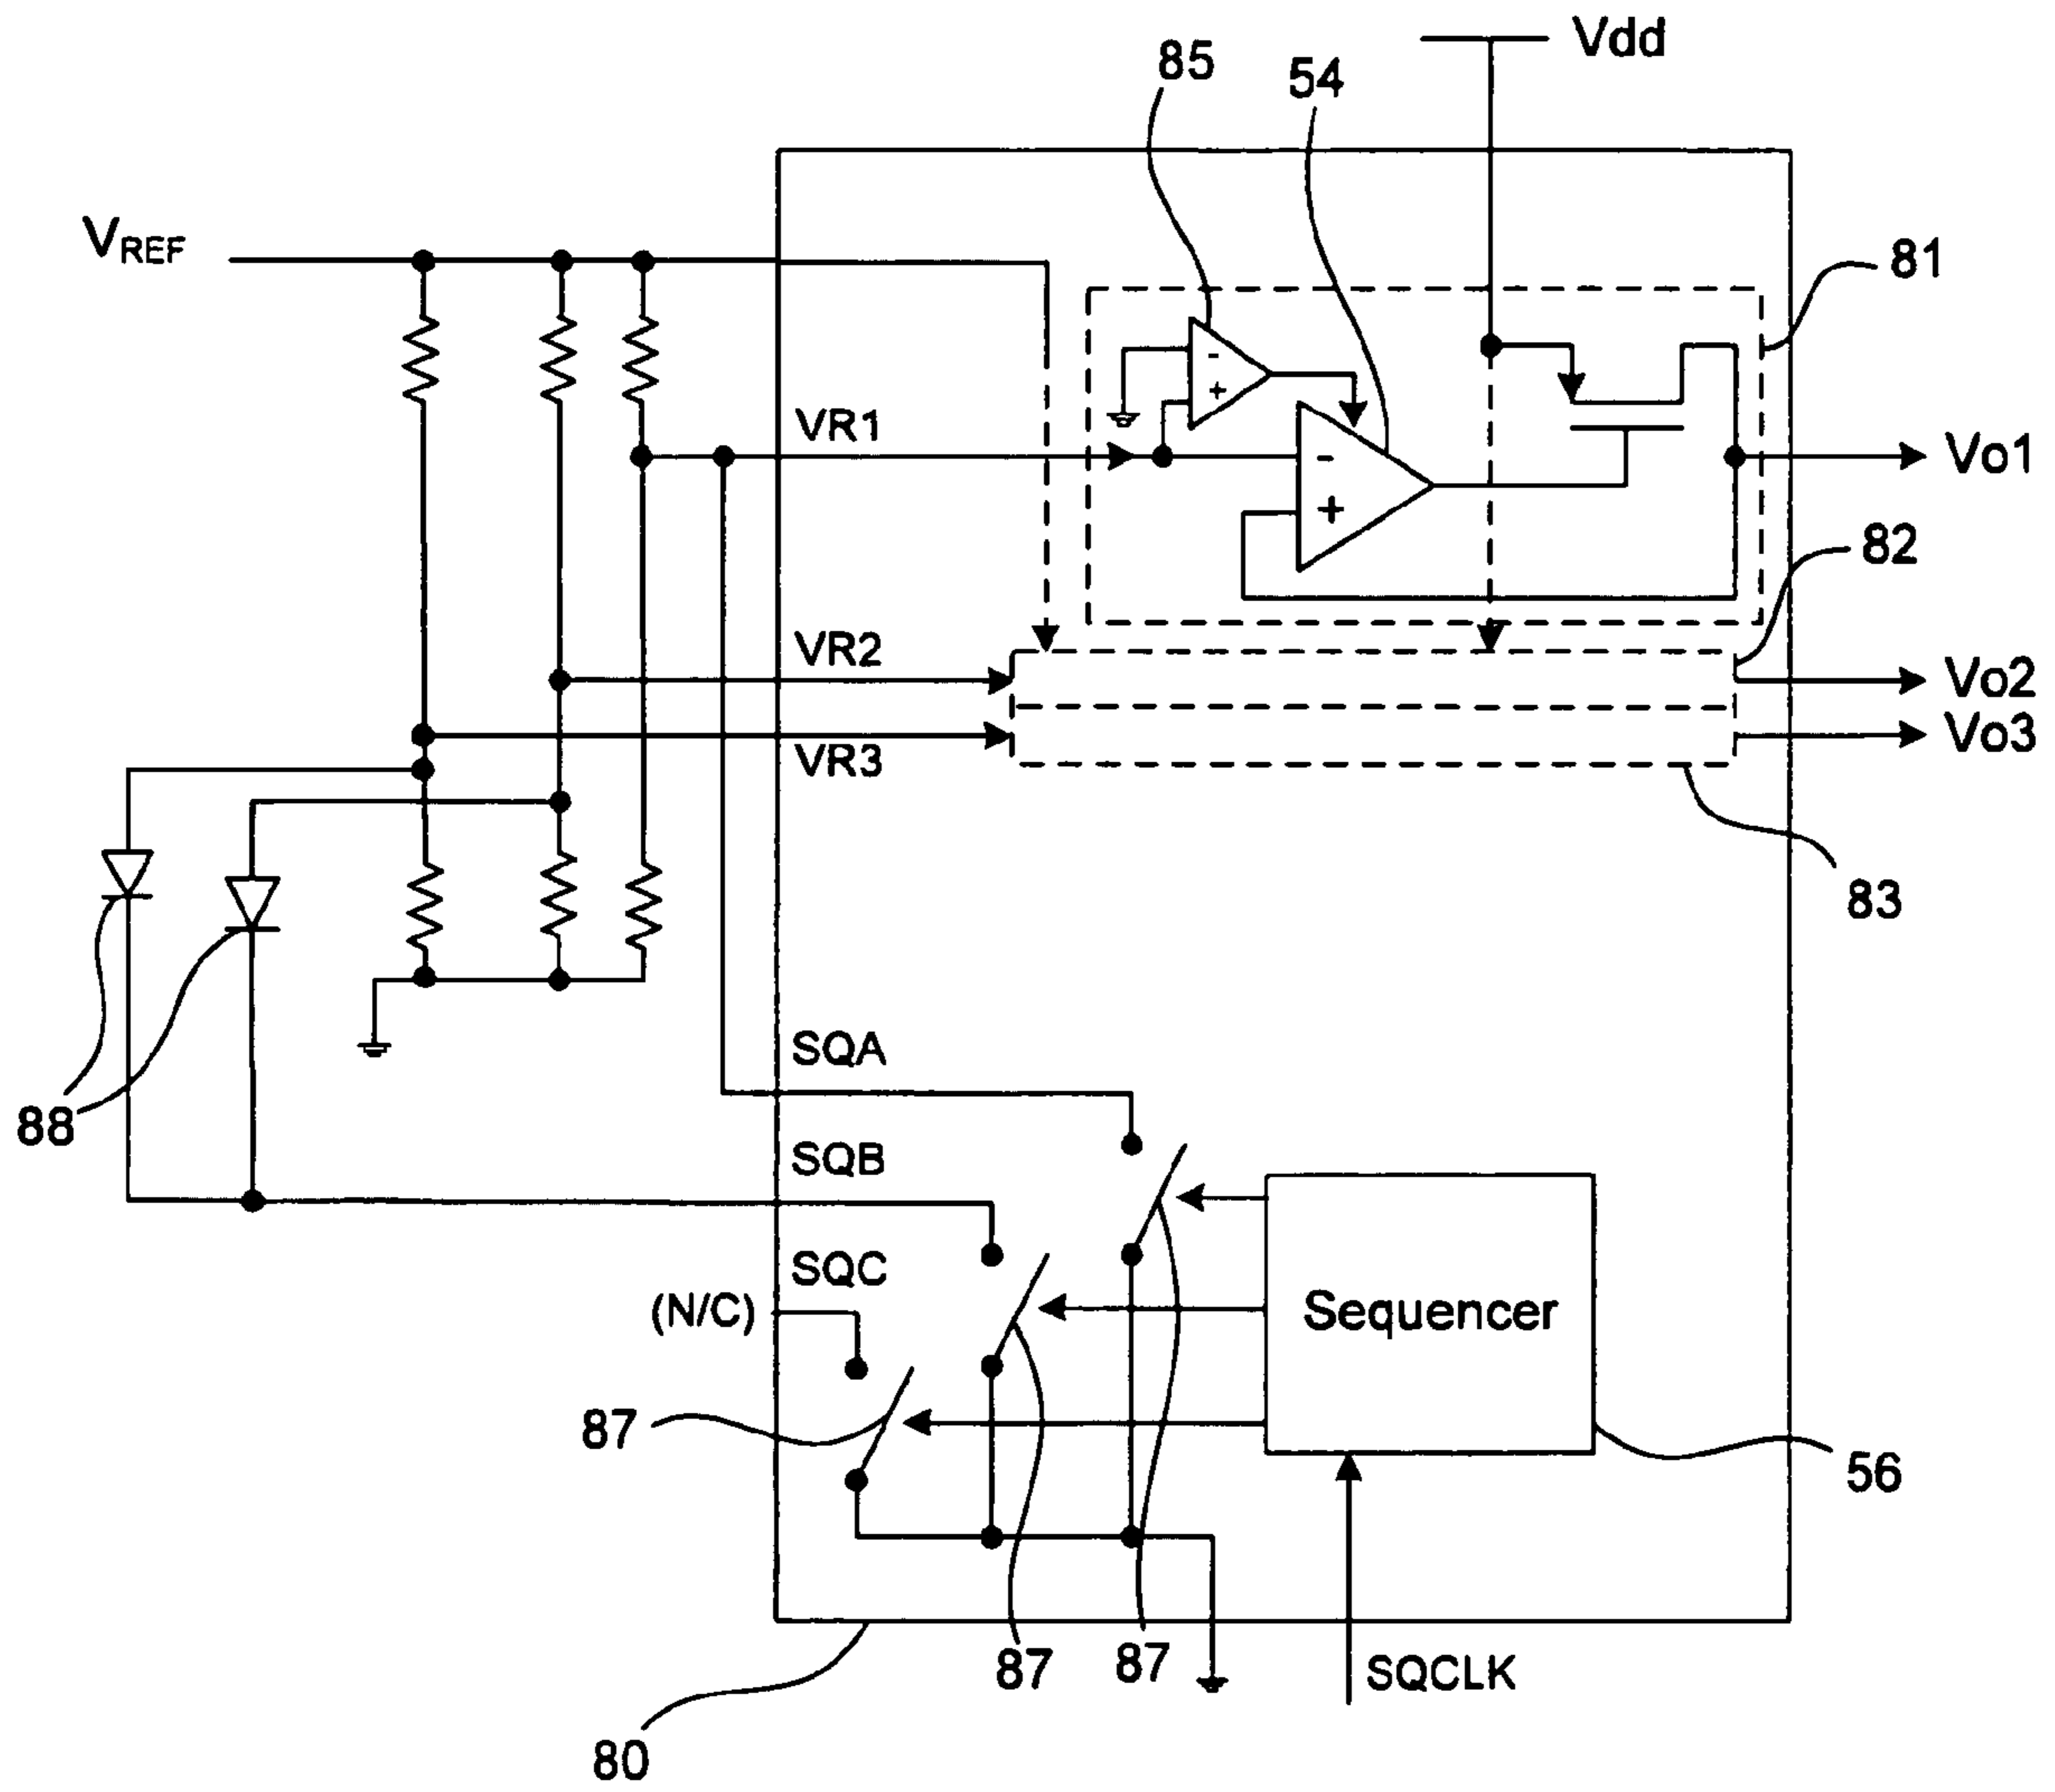 Vdd
85
54
VREF
81
VR1
-
+
-
+
Vo1
82
VR2
Vo2
VR3
Vo3
83
SQA
88
SQB
SQC
(N/C)
Sequencer
87
56
87
87
SQCLK
80